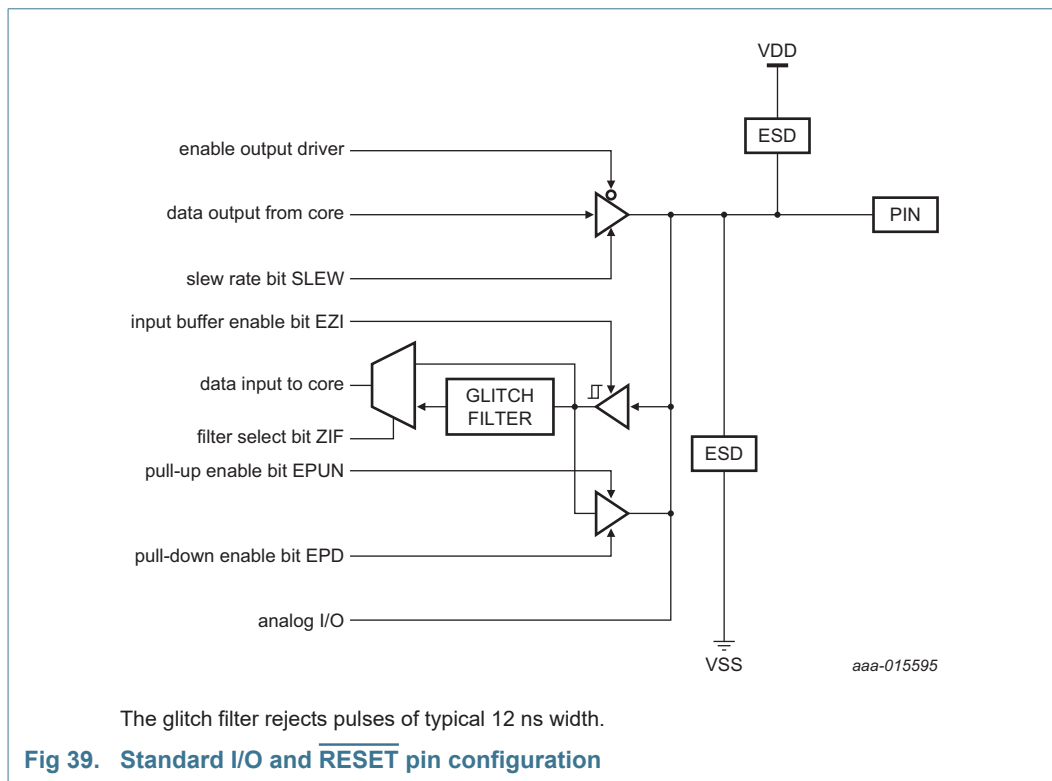 VDD
ESD
enable output driver
data output from core
PIN
slew rate bit SLEW
input buffer enable bit EZI
data input to core
GLITCH
FILTER
filter select bit ZIF
ESD
pull-up enable bit EPUN
pull-down enable bit EPD
analog I/O
VSS
aaa-015595
The glitch filter rejects pulses of typical 12 ns width.
Fig 39. Standard I/O and RESET pin configuration